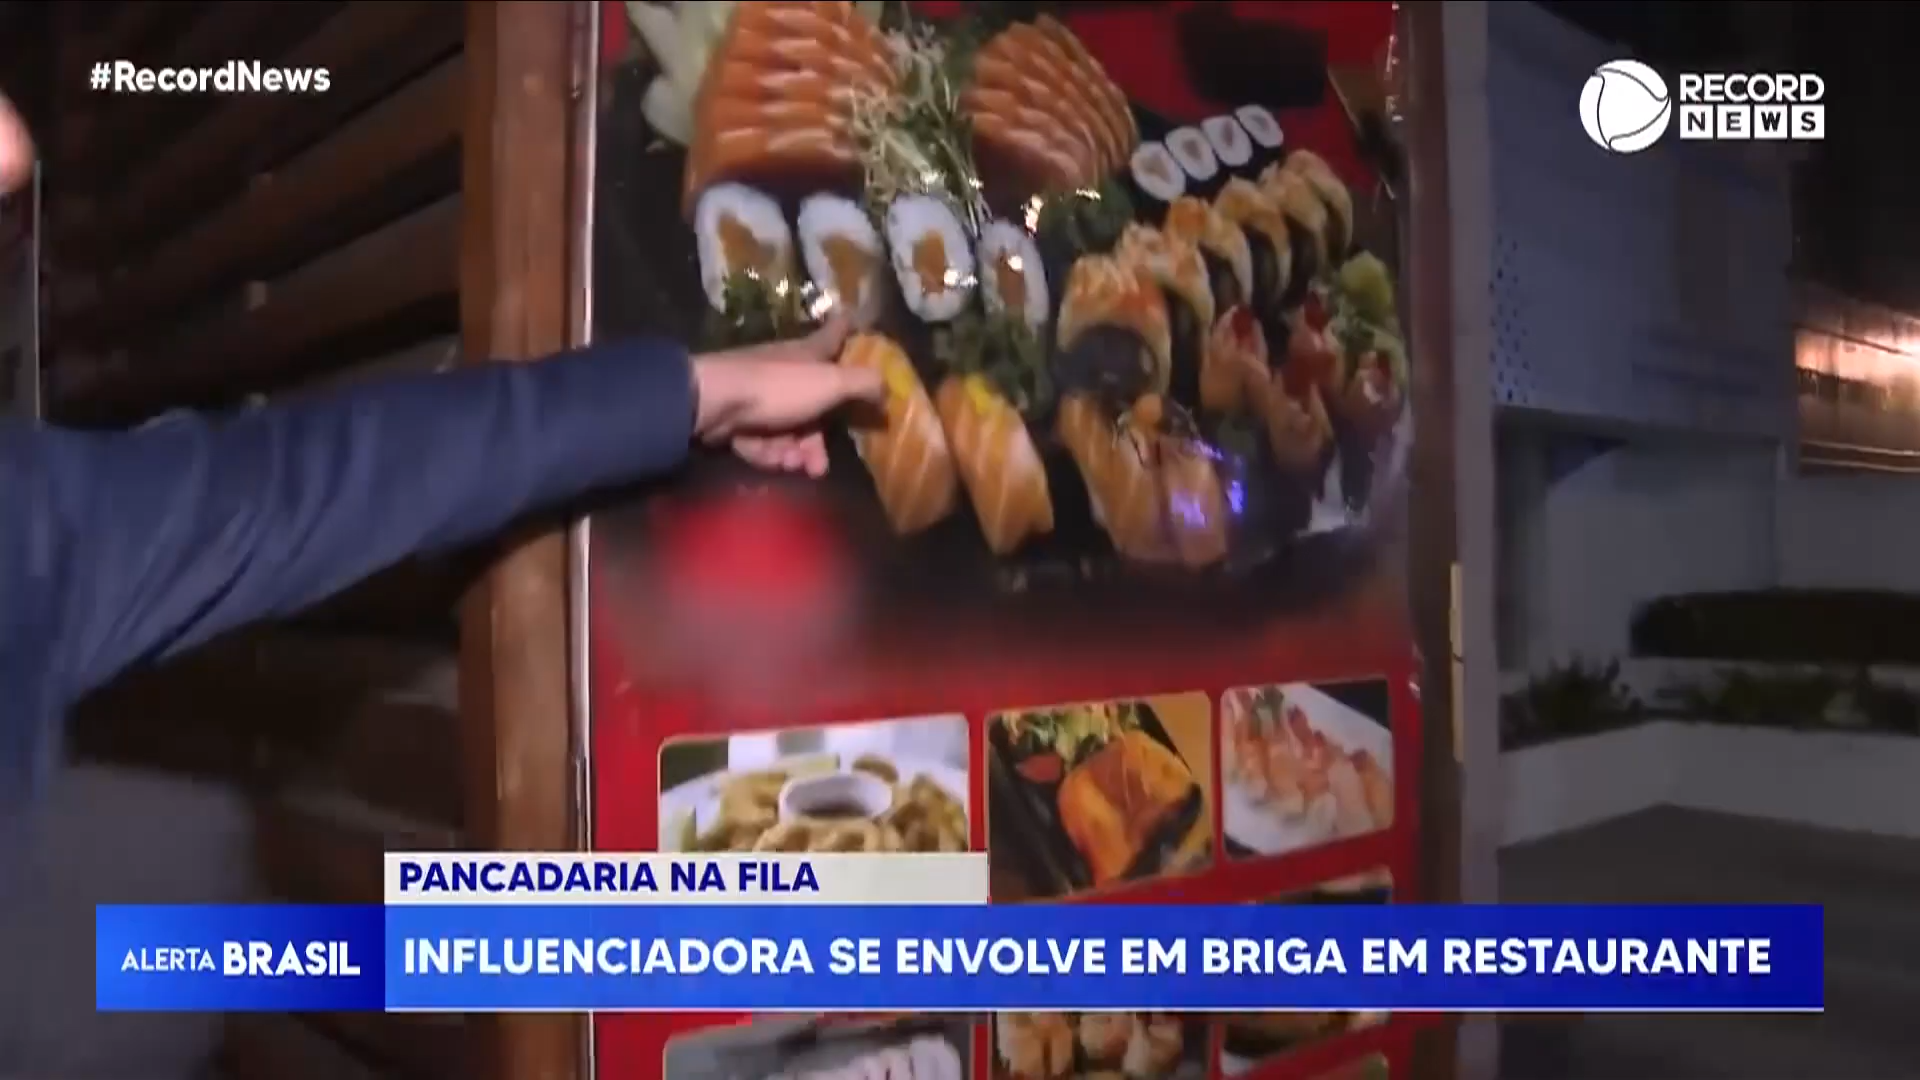 #RecordNews
RECORD
NEWS
PANCADARIA NA FILA
ALERTA BRASIL
INFLUENCIADORA SE ENVOLVE EM BRIGA EM RESTAURANTE